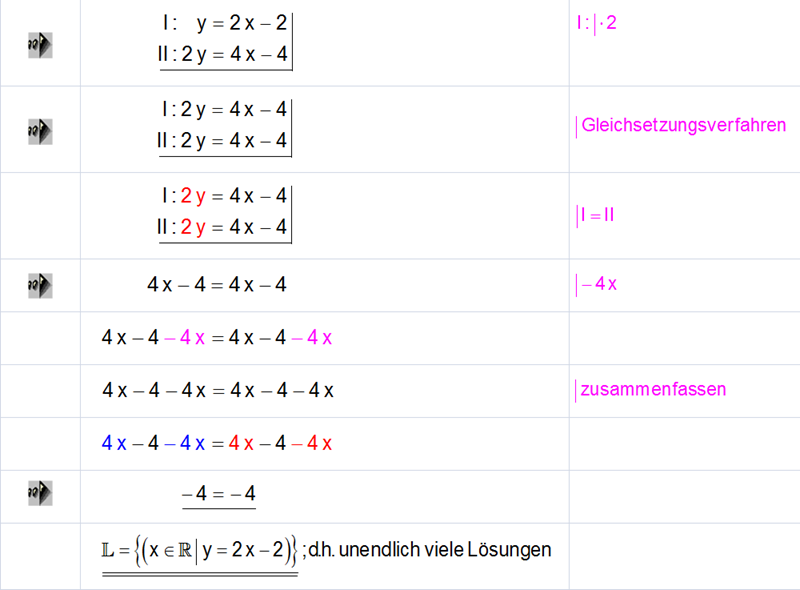 I: y = 2x − 2 I:|·2
II: 2y = 4x − 4
I: 2y = 4x − 4
II: 2y = 4x − 4 |Gleichsetzungsverfahren
I: 2y = 4x − 4
II: 2y = 4x − 4 |I = II
4x − 4 = 4x − 4 |− 4x
4x − 4 − 4x = 4x − 4 − 4x
4x − 4 − 4x = 4x − 4 − 4x |zusammenfassen
4x − 4 − 4x = 4x − 4 − 4x
−4 = −4
𝕃 = {(x ∈ ℝ | y = 2x − 2)} ;d.h. unendlich viele Lösungen